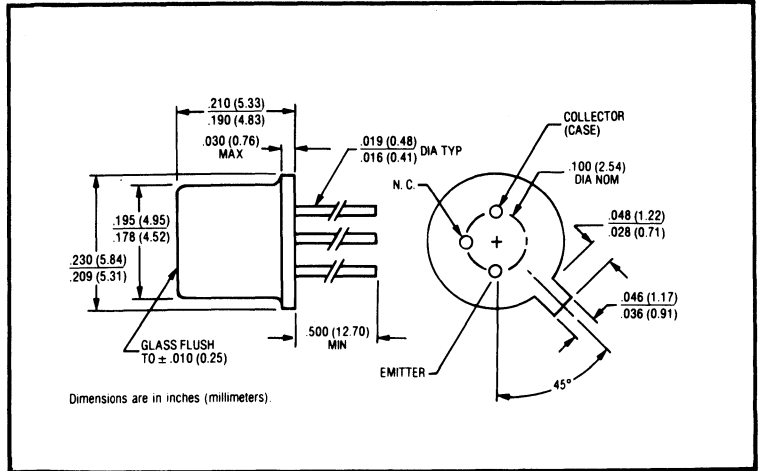 .210 (5.33)
.190 (4.83)
.030 (0.76)
MAX
.019 (0.48)
.016 (0.41)
DIA TYP
COLLECTOR
(CASE)
.100 (2.54)
DIA NOM
N. C.
.195 (4.95)
.178 (4.52)
.230 (5.84)
.209 (5.31)
.048 (1.22)
.028 (0.71)
.046 (1.17)
.036 (0.91)
.500 (12.70)
MIN
GLASS FLUSH
TO ± .010 (0.25)
EMITTER
45°
Dimensions are in inches (millimeters).